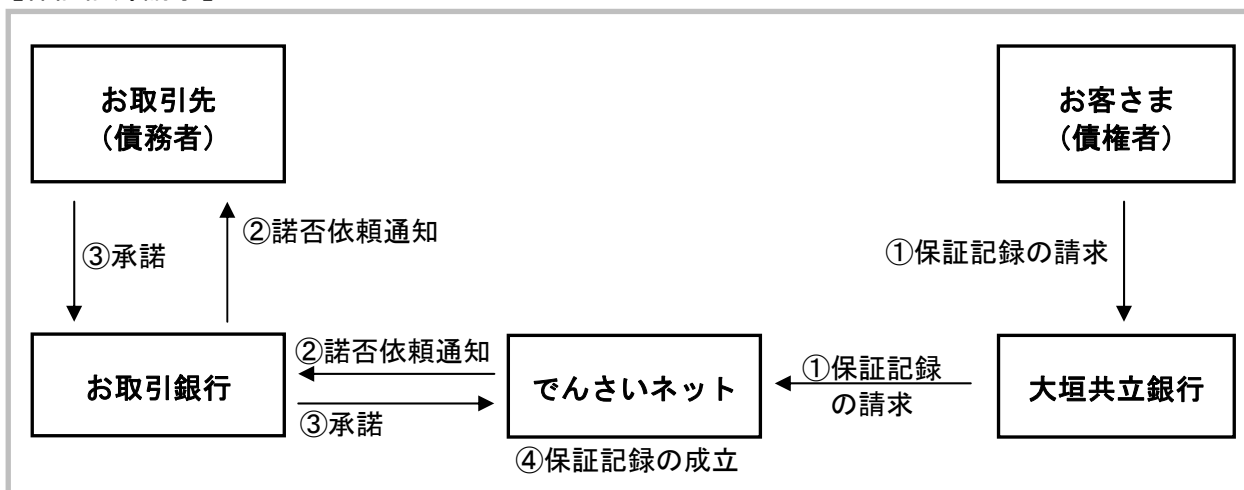 お取引先
（債務者）
お客さま
（債権者）
②諾否依頼通知
③承諾
①保証記録の請求
お取引銀行
②諾否依頼通知
③承諾
でんさいネット
①保証記録
の請求
大垣共立銀行
④保証記録の成立